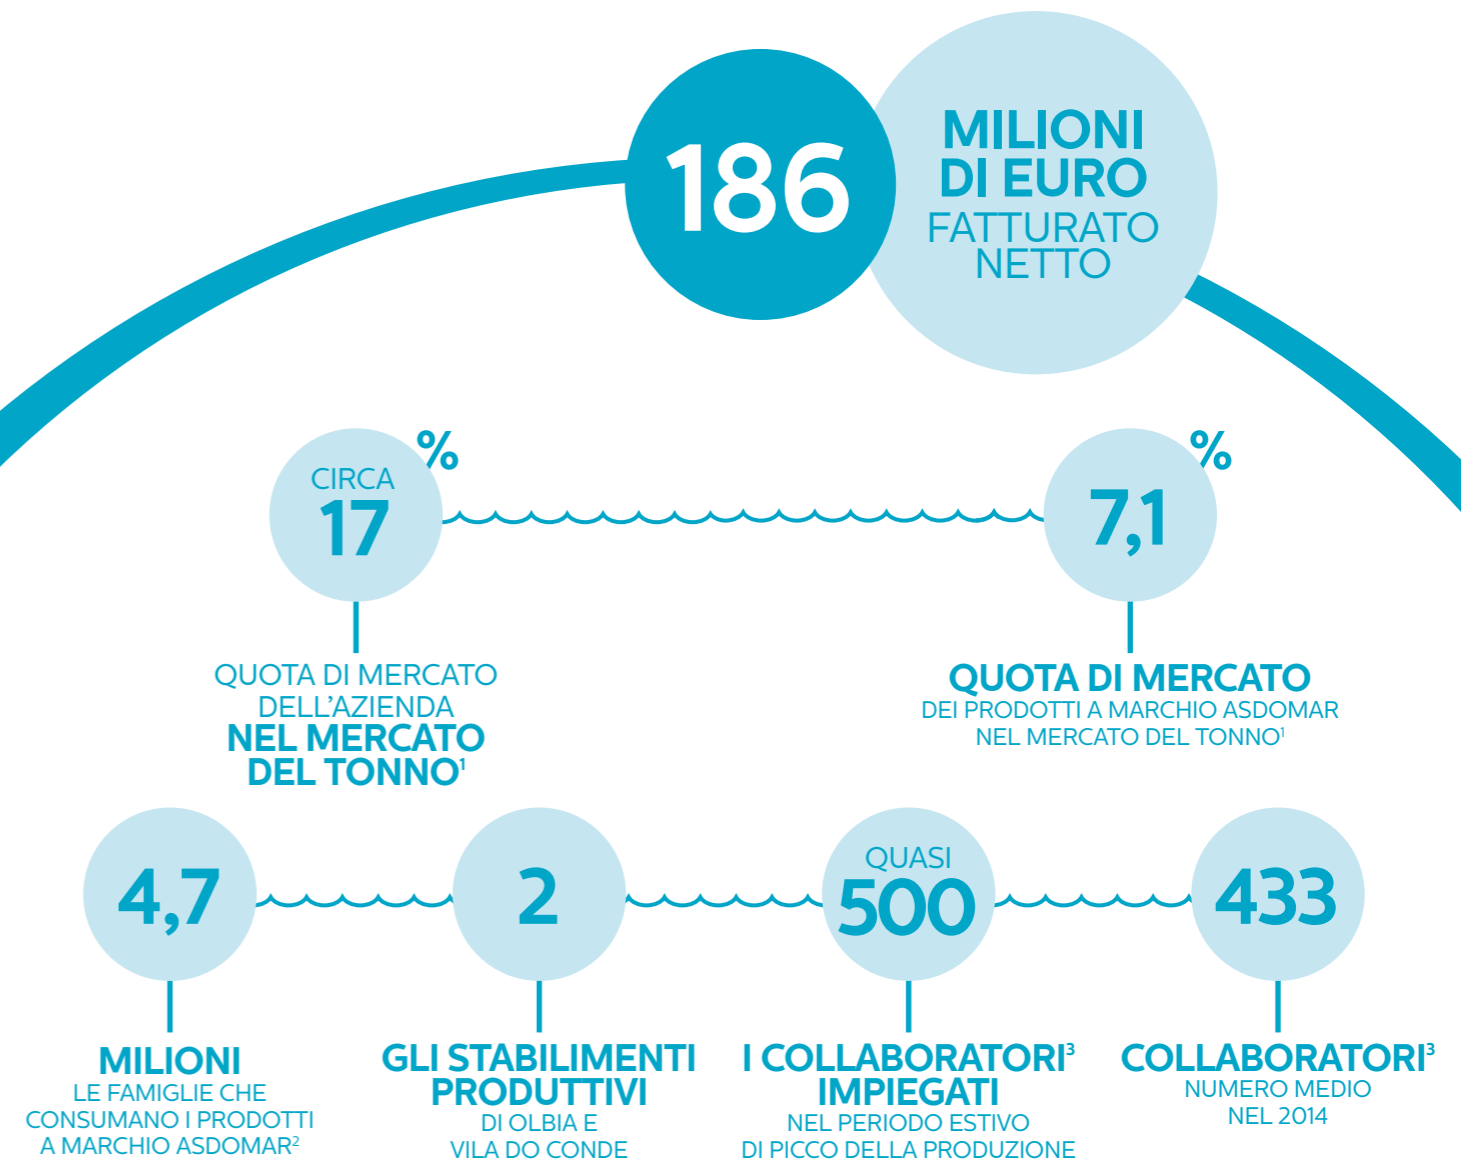 186
MILIONI
DI EURO
FATTURATO
NETTO
CIRCA
17
%
QUOTA DI MERCATO
DELL'AZIENDA
NEL MERCATO
DEL TONNO¹
7,1
%
QUOTA DI MERCATO
DEI PRODOTTI A MARCHIO ASDOMAR
NEL MERCATO DEL TONNO¹
4,7
MILIONI
LE FAMIGLIE CHE
CONSUMANO I PRODOTTI
A MARCHIO ASDOMAR²
2
GLI STABILIMENTI
PRODUTTIVI
DI OLBIA E
VILA DO CONDE
QUASI
500
I COLLABORATORI³
IMPIEGATI
NEL PERIODO ESTIVO
DI PICCO DELLA PRODUZIONE
433
COLLABORATORI³
NUMERO MEDIO
NEL 2014